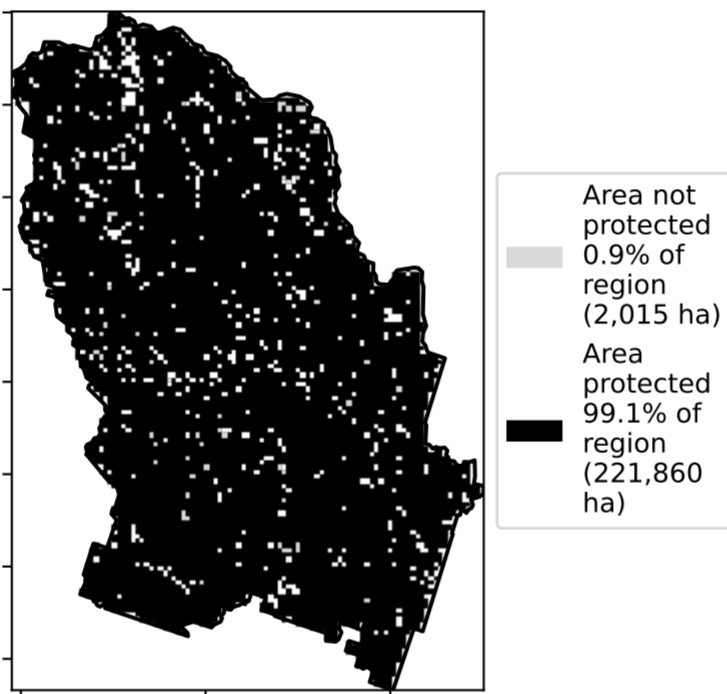 Area not
protected
0.9% of
region
(2,015 ha)
Area
protected
99.1% of
region
(221,860
ha)